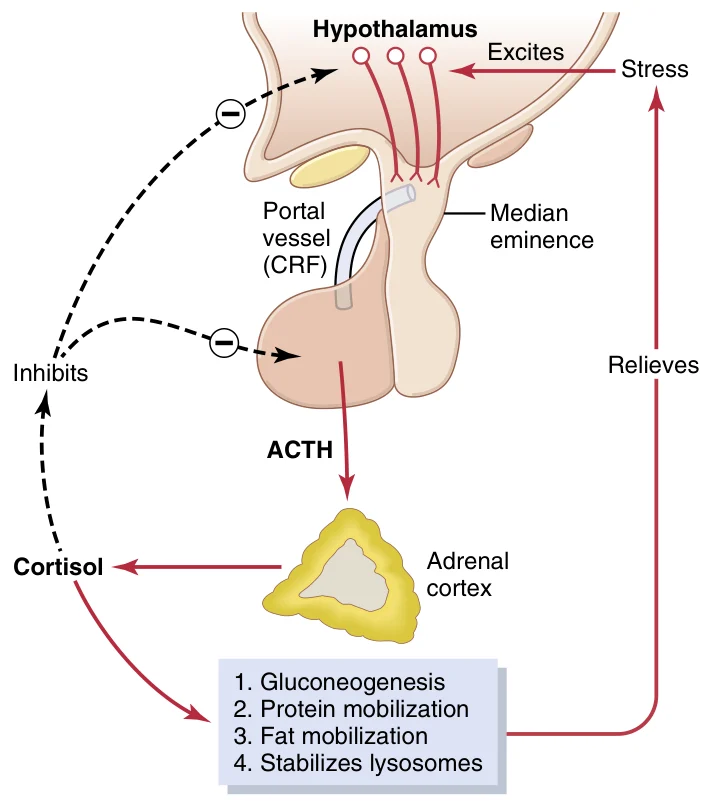 Hypothalamus
Excites
Stress
Portal
vessel
(CRF)
Median
eminence
Inhibits
Relieves
ACTH
Cortisol
Adrenal
cortex
1. Gluconeogenesis
2. Protein mobilization
3. Fat mobilization
4. Stabilizes lysosomes